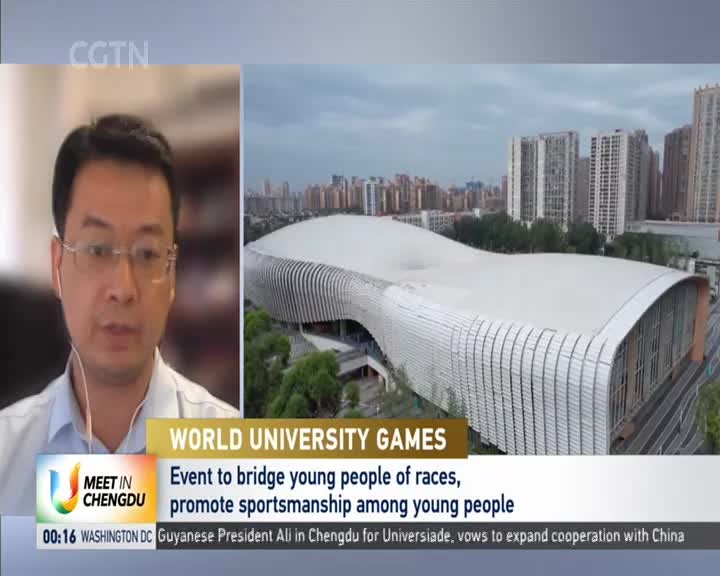 CGTN
WORLD UNIVERSITY GAMES
Event to bridge young people of races,
promote sportsmanship among young people
MEET IN
CHENGDU
00:16 WASHINGTON DC
Guyanese President Ali in Chengdu for Universiade, vows to expand cooperation with China